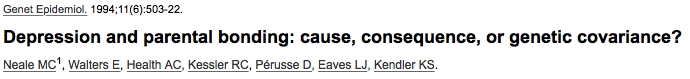 Genet Epidemiol. 1994;11(6):503-22.
Depression and parental bonding: cause, consequence, or genetic covariance?
Neale MC1, Walters E, Health AC, Kessler RC, Pérusse D, Eaves LJ, Kendler KS.